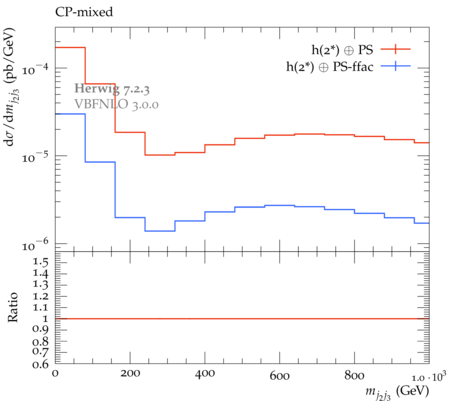 CP-mixed
h(2*) ⊕ PS
h(2*) ⊕ PS-ffac
Herwig 7.2.3
VBFNLO 3.0.0
dσ/dm_{j₂j₃} (pb/GeV)
10⁻⁴
10⁻⁵
10⁻⁶
Ratio
1.5
1.4
1.3
1.2
1.1
1
0.9
0.8
0.7
0.6
0 200 400 600 800 1.0 · 10³
m_{j₂j₃} (GeV)